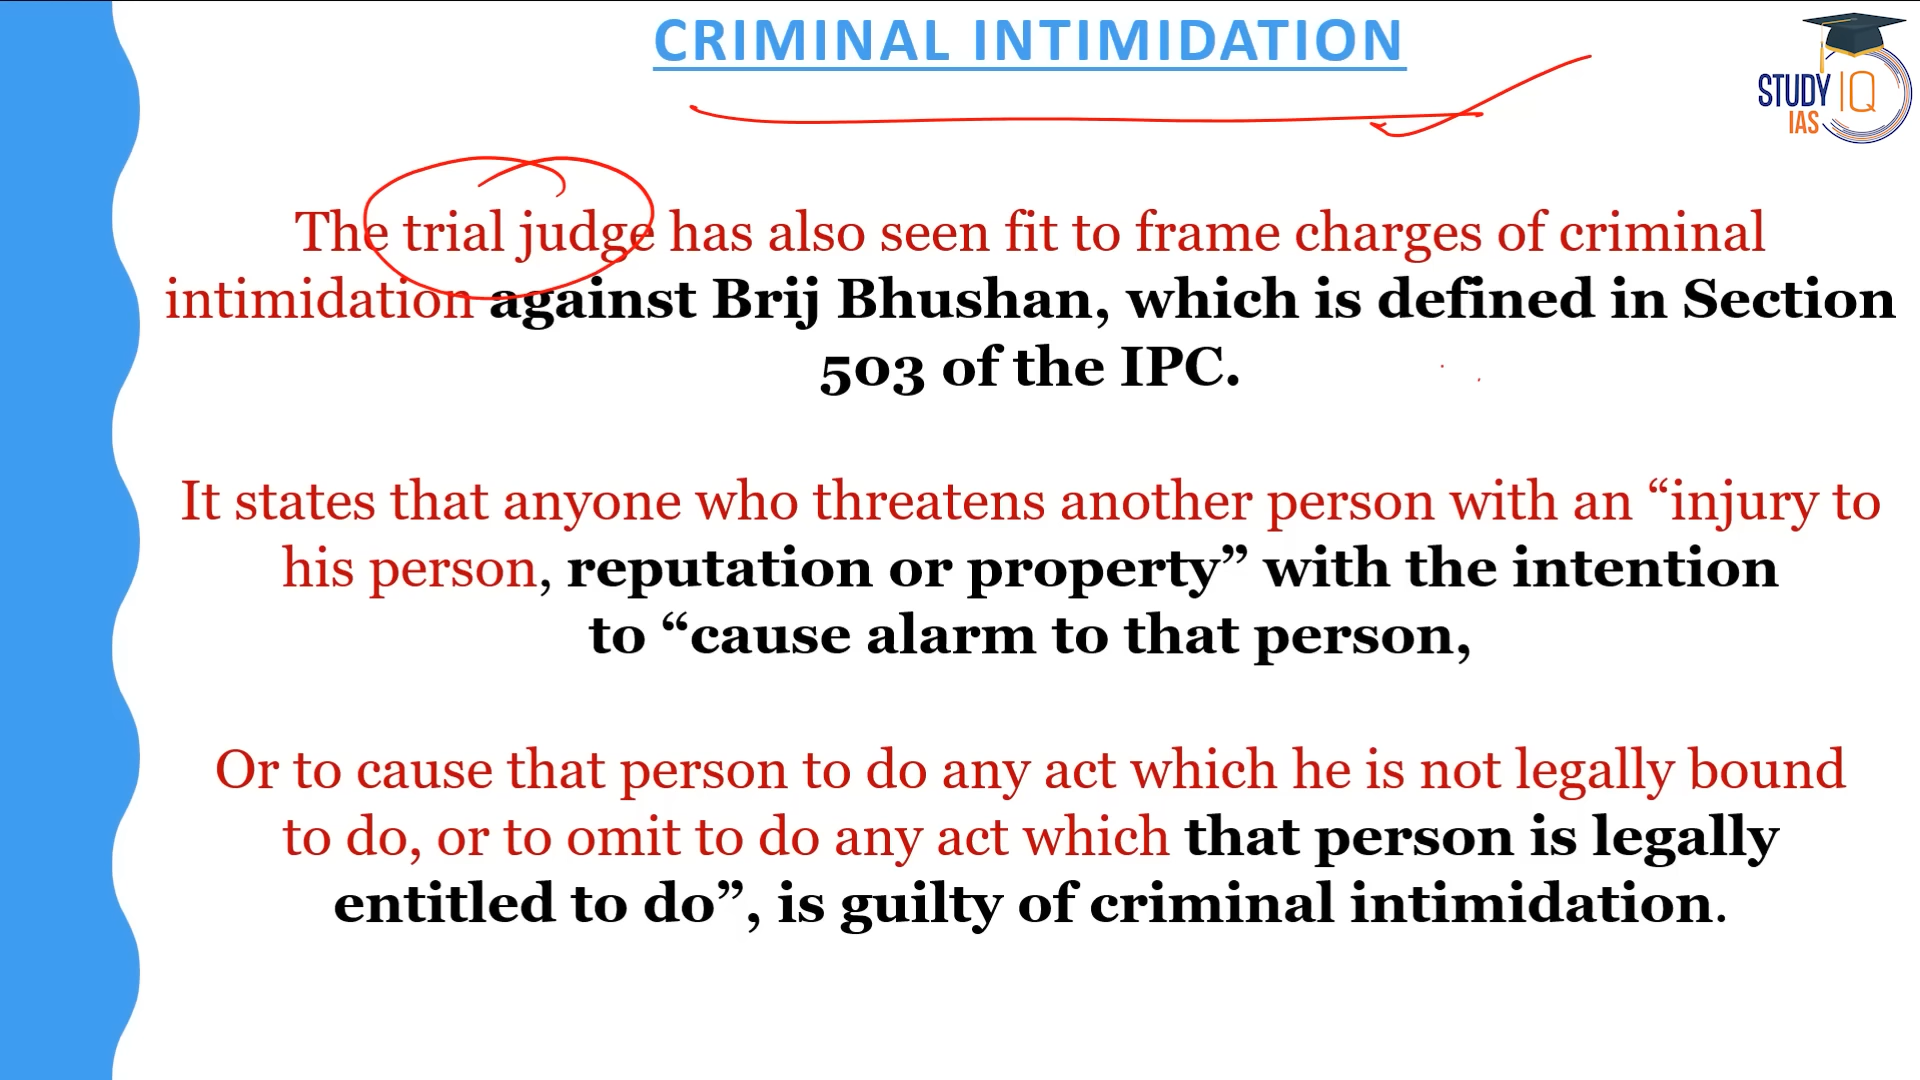 CRIMINAL INTIMIDATION
STUDY IQ
IAS
The trial judge has also seen fit to frame charges of criminal
intimidation against Brij Bhushan, which is defined in Section
503 of the IPC.
It states that anyone who threatens another person with an “injury to
his person, reputation or property” with the intention
to “cause alarm to that person,
Or to cause that person to do any act which he is not legally bound
to do, or to omit to do any act which that person is legally
entitled to do”, is guilty of criminal intimidation.